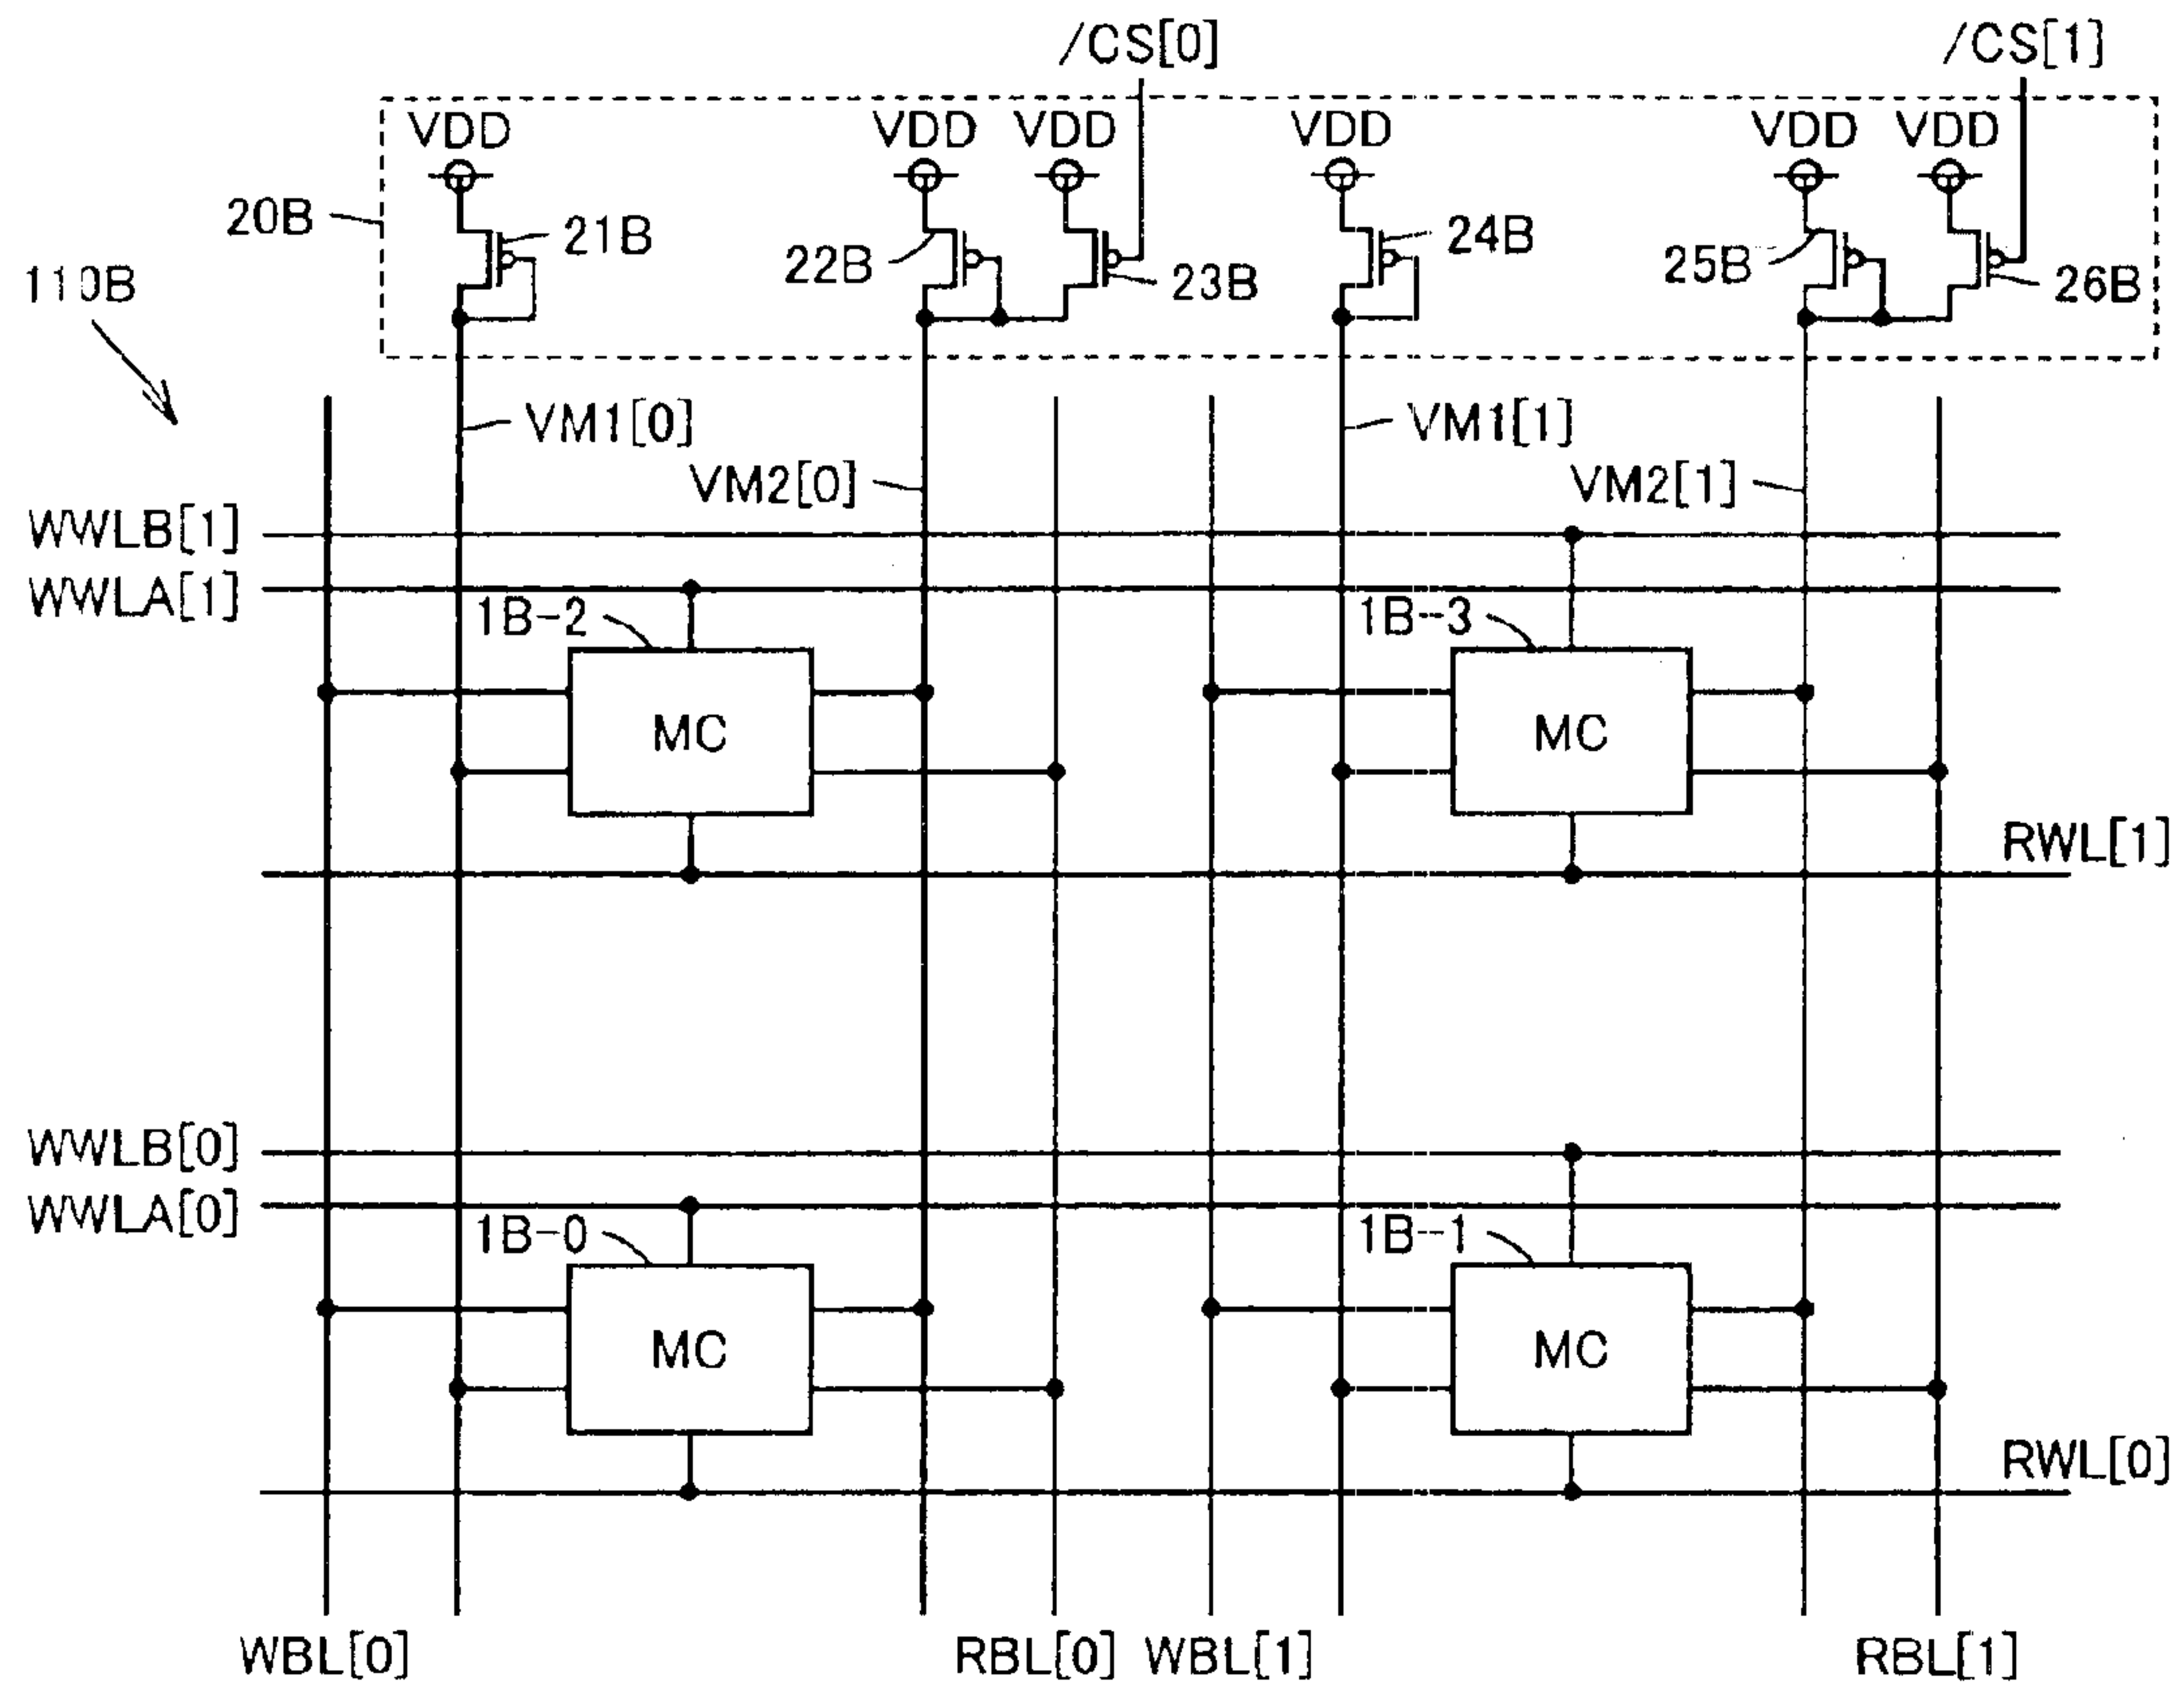 /CS[0] /CS[1]
VDD VDD VDD VDD VDD VDD
20B 21B 22B 23B 24B 25B 26B
110B
VM1[0] VM1[1]
VM2[0] VM2[1]
WWLB[1]
WWLA[1]
1B-2 1B-3
MC MC
RWL[1]
WWLB[0]
WWLA[0]
1B-0 1B-1
MC MC
RWL[0]
WBL[0] RBL[0] WBL[1] RBL[1]